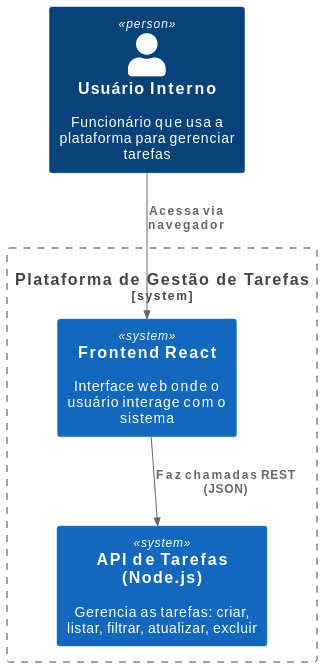 «person»
Usuário Interno
Funcionário que usa a
plataforma para gerenciar
tarefas
Acessa via
navegador
Plataforma de Gestão de Tarefas
[system]
«system»
Frontend React
Interface web onde o
usuário interage com o
sistema
Faz chamadas REST
(JSON)
«system»
API de Tarefas
(Node.js)
Gerencia as tarefas: criar,
listar, filtrar, atualizar, excluir